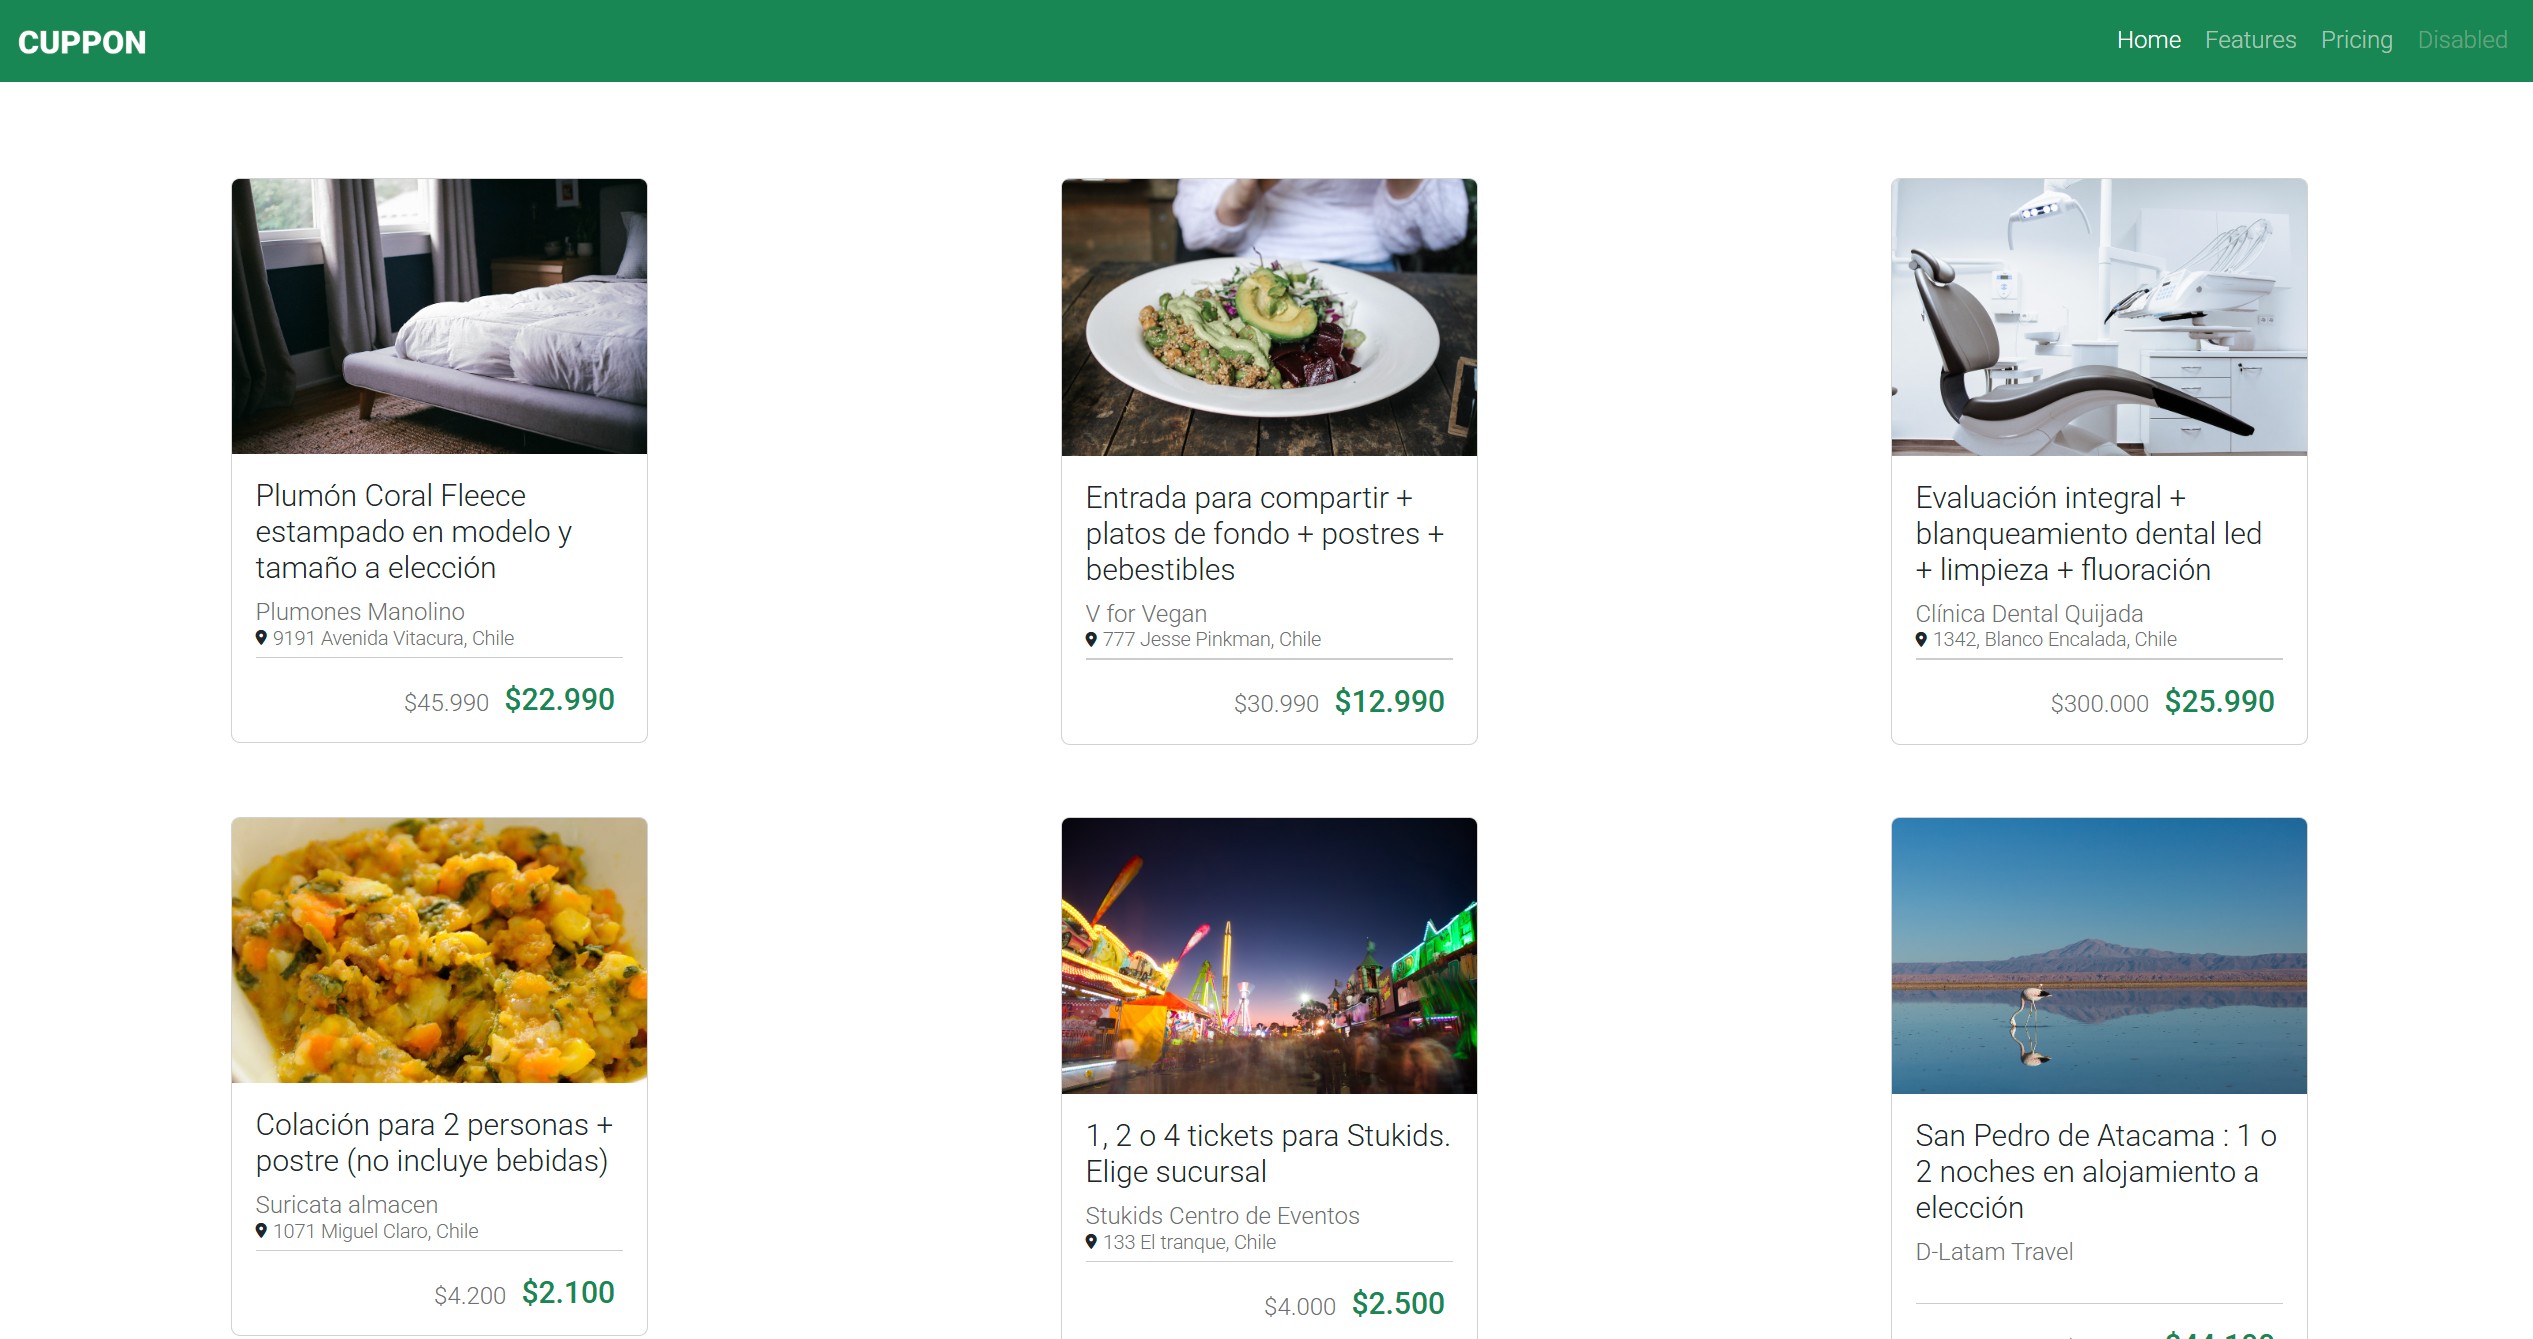 CUPPON
Home Features Pricing Disabled
Plumón Coral Fleece
estampado en modelo y
tamaño a elección
Plumones Manolino
9191 Avenida Vitacura, Chile
$45.990 $22.990
Entrada para compartir +
platos de fondo + postres +
bebestibles
V for Vegan
777 Jesse Pinkman, Chile
$30.990 $12.990
Evaluación integral +
blanqueamiento dental led
+ limpieza + fluoración
Clínica Dental Quijada
1342, Blanco Encalada, Chile
$300.000 $25.990
Colación para 2 personas +
postre (no incluye bebidas)
Suricata almacen
1071 Miguel Claro, Chile
$4.200 $2.100
1, 2 o 4 tickets para Stukids.
Elige sucursal
Stukids Centro de Eventos
133 El tranque, Chile
$4.000 $2.500
San Pedro de Atacama : 1 o
2 noches en alojamiento a
elección
D-Latam Travel